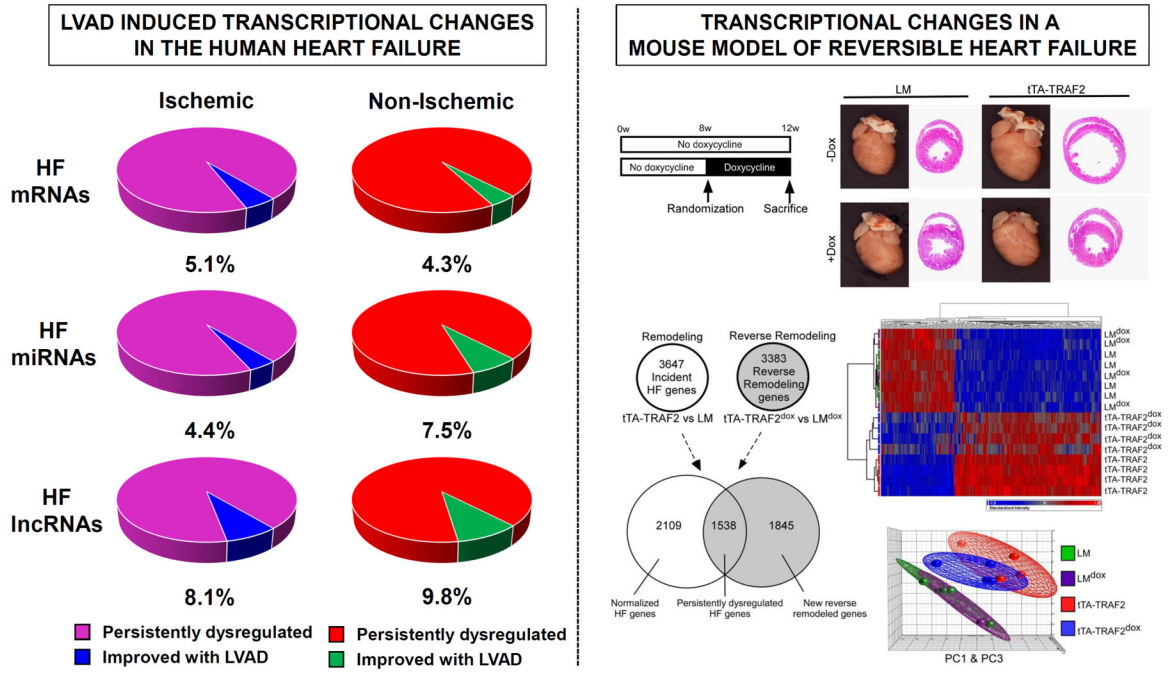 LVAD INDUCED TRANSCRIPTIONAL CHANGES
IN THE HUMAN HEART FAILURE
Ischemic
Non-Ischemic
HF
mRNAs
5.1%
4.3%
HF
miRNAs
4.4%
7.5%
HF
lncRNAs
8.1%
9.8%
Persistently dysregulated
Improved with LVAD
Persistently dysregulated
Improved with LVAD
TRANSCRIPTIONAL CHANGES IN A
MOUSE MODEL OF REVERSIBLE HEART FAILURE
0w
8w
12w
No doxycycline
No doxycycline
Doxycycline
Randomization
Sacrifice
LM
tTA-TRAF2
-Dox
+Dox
Remodeling
3647
Incident
HF genes
tTA-TRAF2 vs LM
Reverse Remodeling
3383
Reverse
Remodeling
genes
tTA-TRAF2dox vs LMdox
2109
1538
1845
Normalized
HF genes
Persistently dysregulated
HF genes
New reverse
remodeled genes
LMdox
LMdox
LM
LM
LMdox
LM
LM
LMdox
tTA-TRAF2dox
tTA-TRAF2dox
tTA-TRAF2dox
tTA-TRAF2dox
tTA-TRAF2
tTA-TRAF2
tTA-TRAF2
tTA-TRAF2
Standardized Intensity
LM
LMdox
tTA-TRAF2
tTA-TRAF2dox
PC1 & PC3